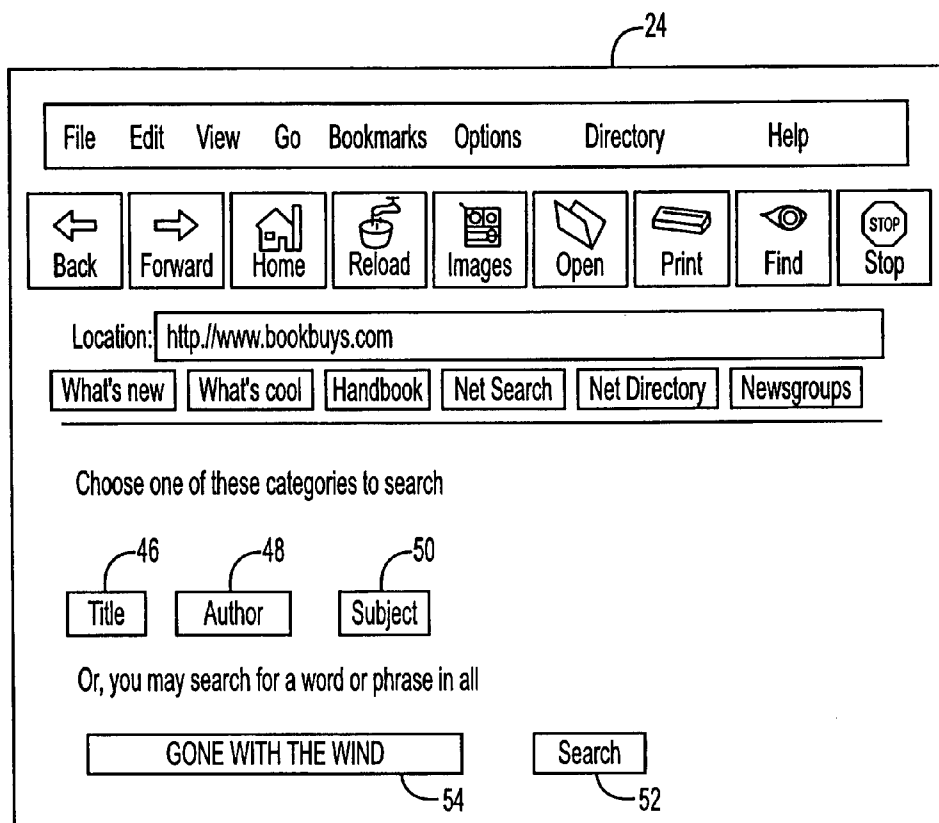 24
File Edit View Go Bookmarks Options Directory Help
STOP
Back Forward Home Reload Images Open Print Find Stop
Location: http.//www.bookbuys.com
What's new What's cool Handbook Net Search Net Directory Newsgroups
Choose one of these categories to search
46 48 50
Title Author Subject
Or, you may search for a word or phrase in all
GONE WITH THE WIND Search
54 52